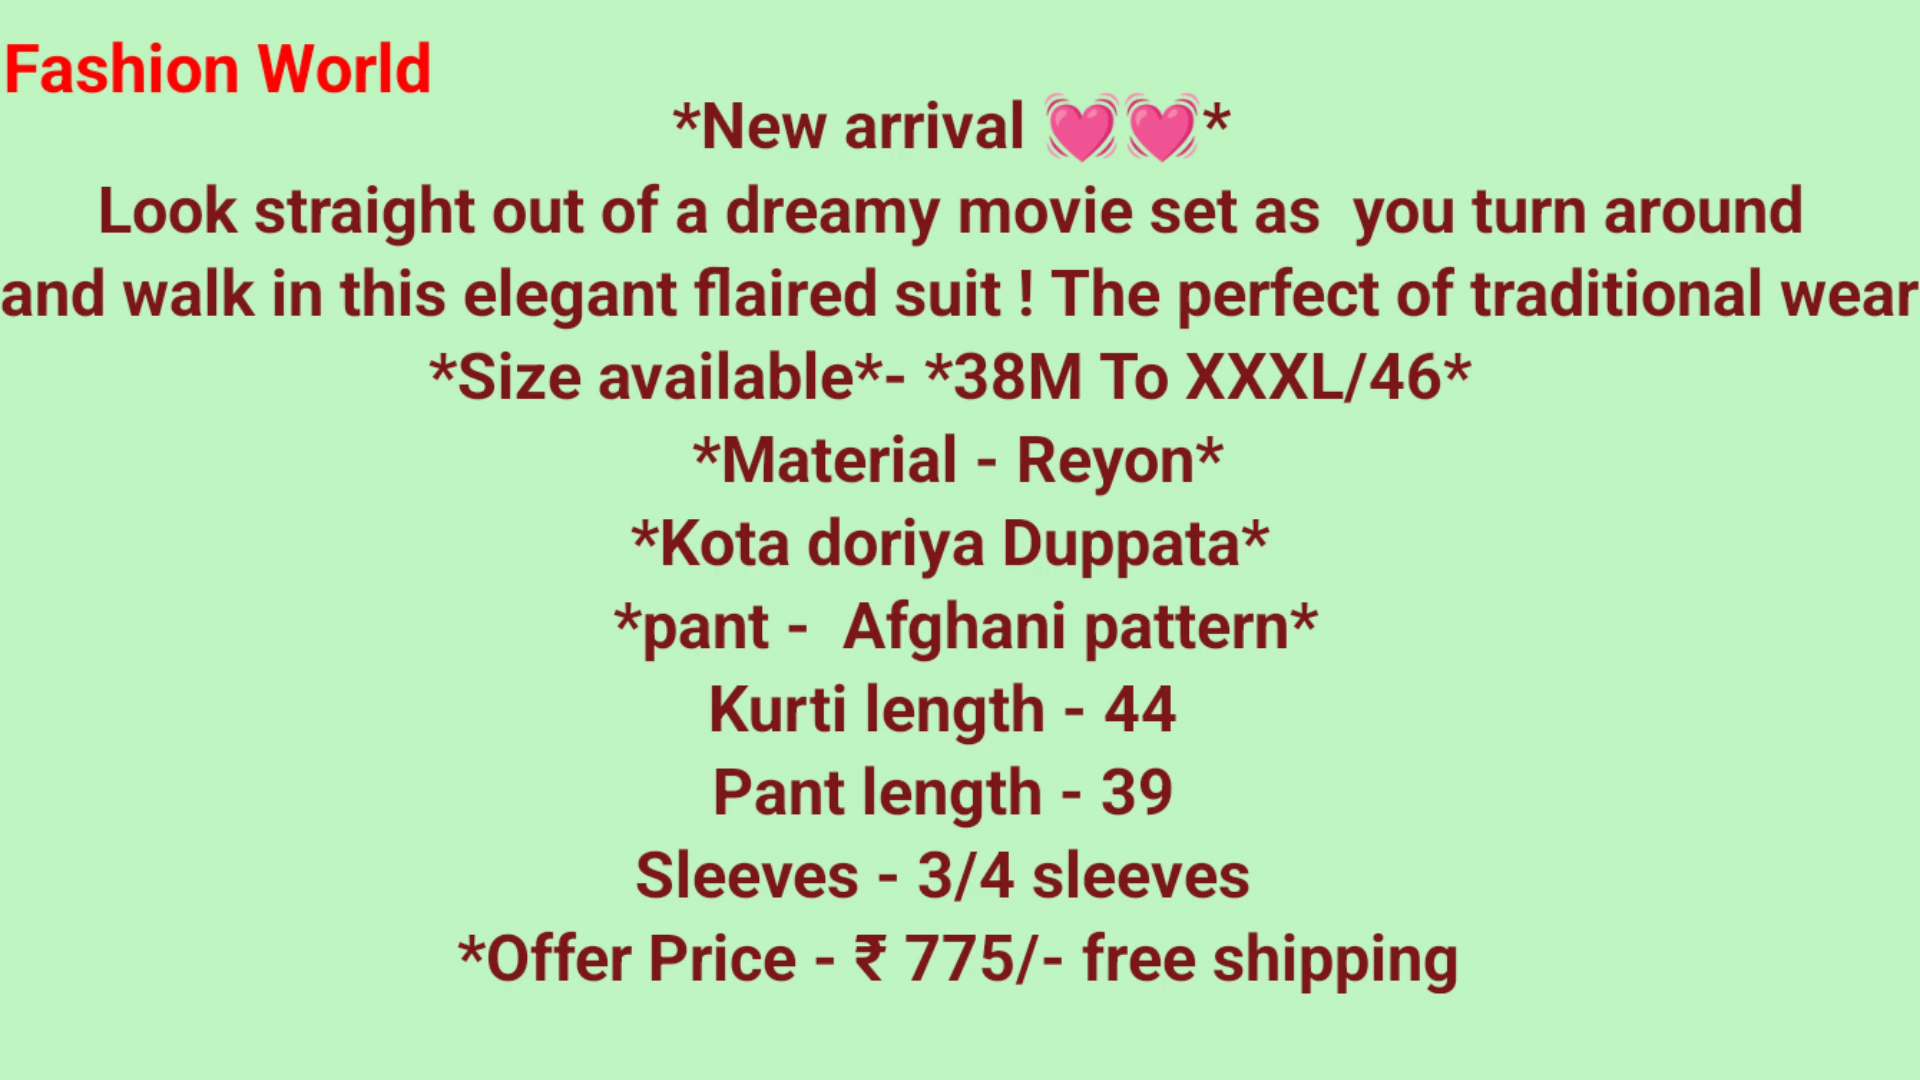 Fashion World
*New arrival 💓💓*
Look straight out of a dreamy movie set as  you turn around
and walk in this elegant flaired suit ! The perfect of traditional wear
*Size available*- *38M To XXXL/46*
*Material - Reyon*
*Kota doriya Duppata*
*pant -  Afghani pattern*
Kurti length - 44
Pant length - 39
Sleeves - 3/4 sleeves
*Offer Price - ₹ 775/- free shipping